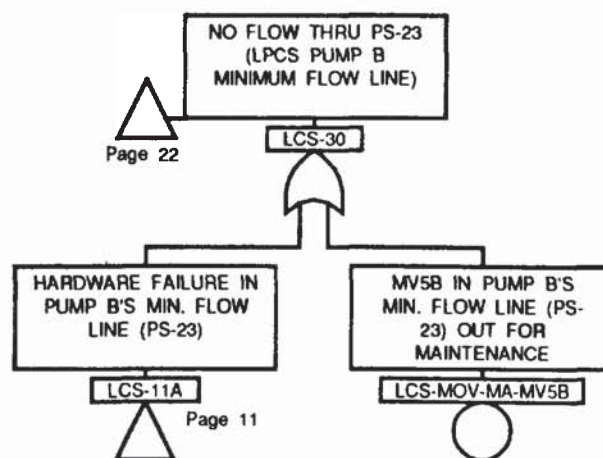 NO FLOW THRU PS-23
(LPCS PUMP B
MINIMUM FLOW
LINE)
Page 22
LCS-30
HARDWARE FAILURE IN
PUMP B'S MIN. FLOW
LINE (PS-23)
LCS-11A
Page 11
MV5B IN PUMP B'S
MIN. FLOW LINE (PS-
23) OUT FOR
MAINTENANCE
LCS-MOV-MA-MV5B